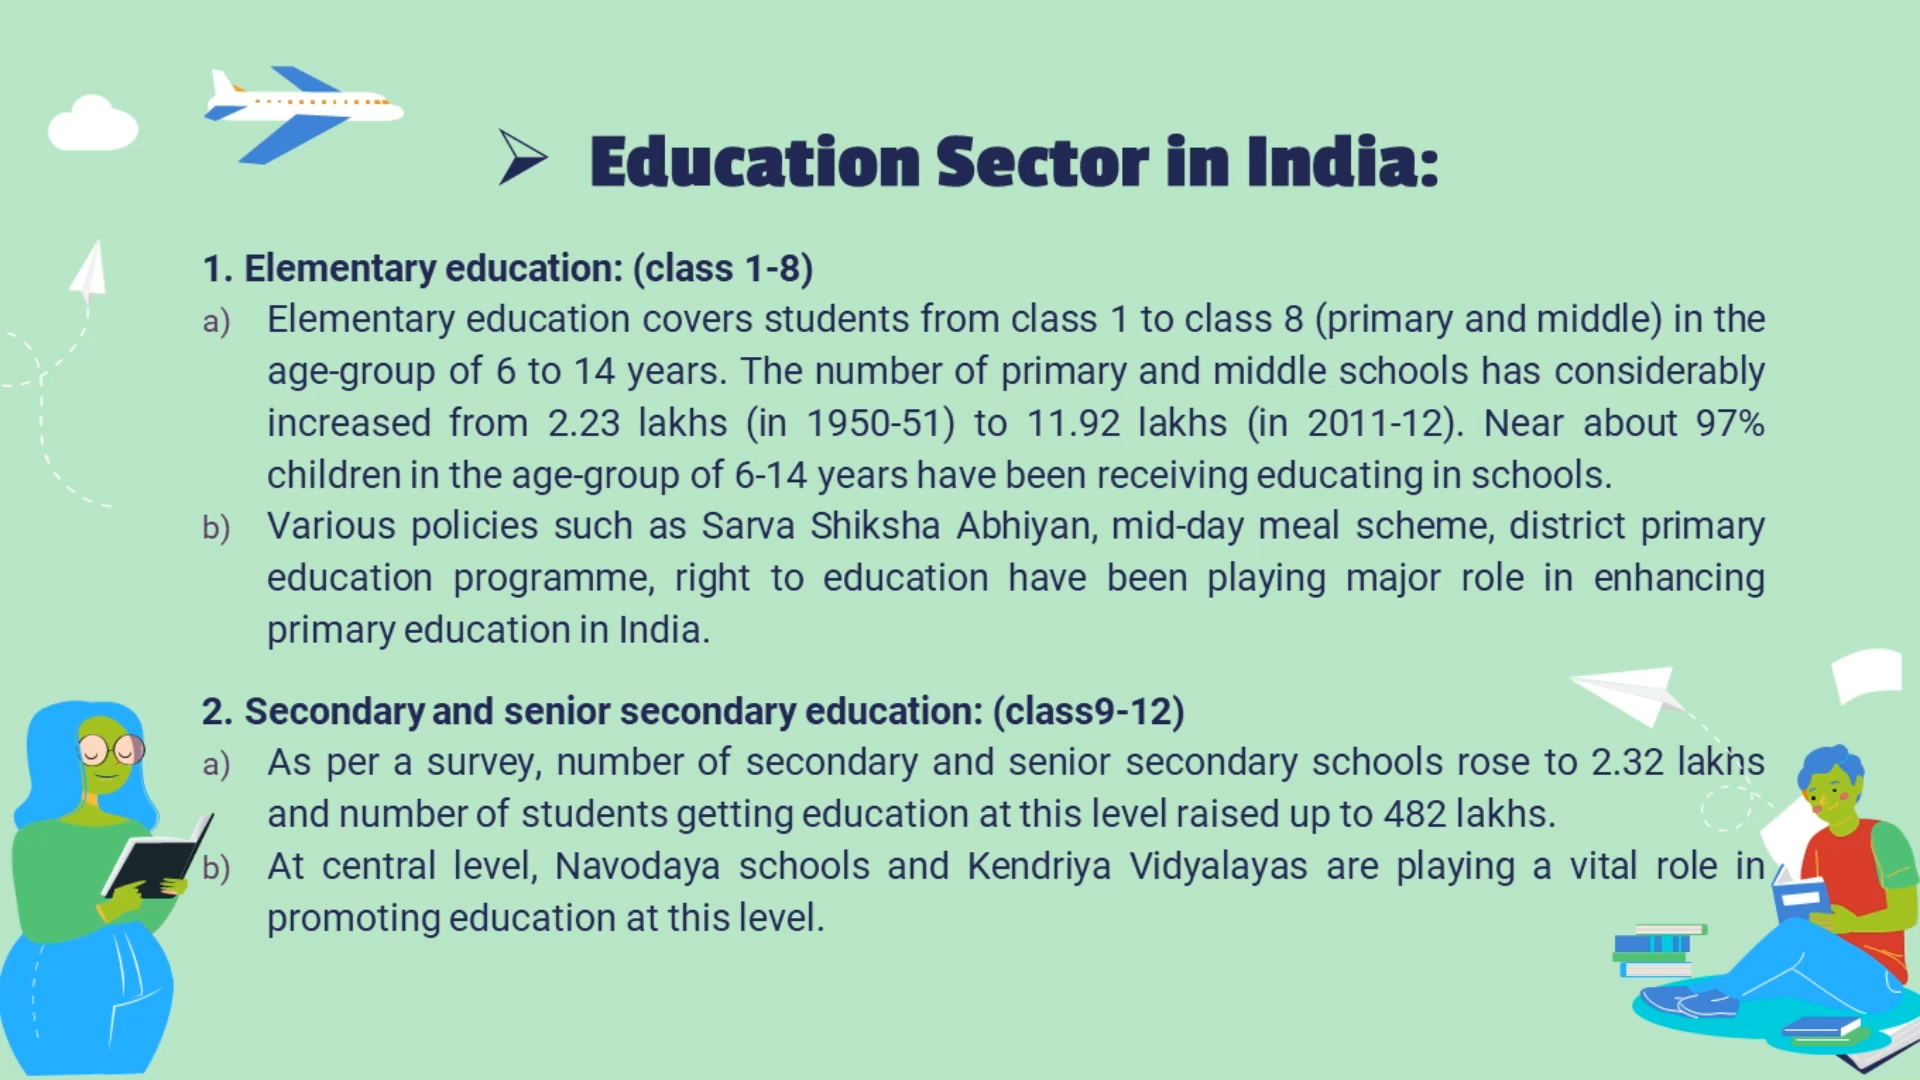 ➢ Education Sector in India:
1. Elementary education: (class 1-8)
a) Elementary education covers students from class 1 to class 8 (primary and middle) in the
age-group of 6 to 14 years. The number of primary and middle schools has considerably
increased from 2.23 lakhs (in 1950-51) to 11.92 lakhs (in 2011-12). Near about 97%
children in the age-group of 6-14 years have been receiving educating in schools.
b) Various policies such as Sarva Shiksha Abhiyan, mid-day meal scheme, district primary
education programme, right to education have been playing major role in enhancing
primary education in India.
2. Secondary and senior secondary education: (class9-12)
a) As per a survey, number of secondary and senior secondary schools rose to 2.32 lakhs
and number of students getting education at this level raised up to 482 lakhs.
b) At central level, Navodaya schools and Kendriya Vidyalayas are playing a vital role in
promoting education at this level.